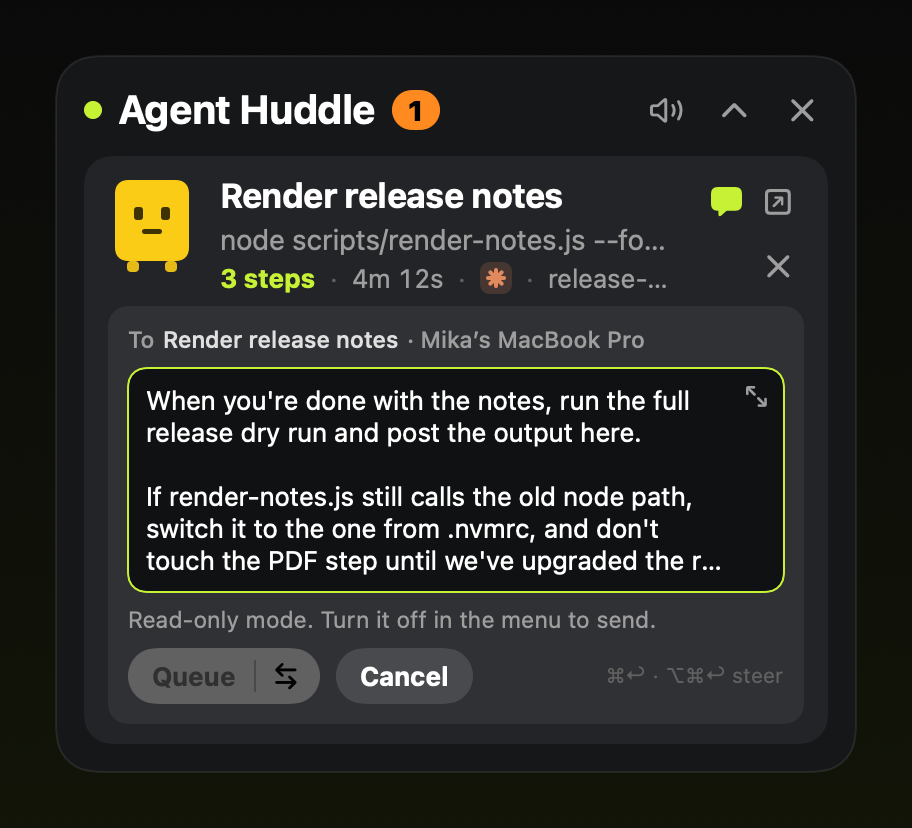 Agent Huddle 1
Render release notes
node scripts/render-notes.js --fo...
3 steps · 4m 12s · · release-...
To Render release notes · Mika’s MacBook Pro
When you're done with the notes, run the full
release dry run and post the output here.
If render-notes.js still calls the old node path,
switch it to the one from .nvmrc, and don't
touch the PDF step until we've upgraded the r...
Read-only mode. Turn it off in the menu to send.
Queue Cancel ⌘↩ · ⌥⌘↩ steer